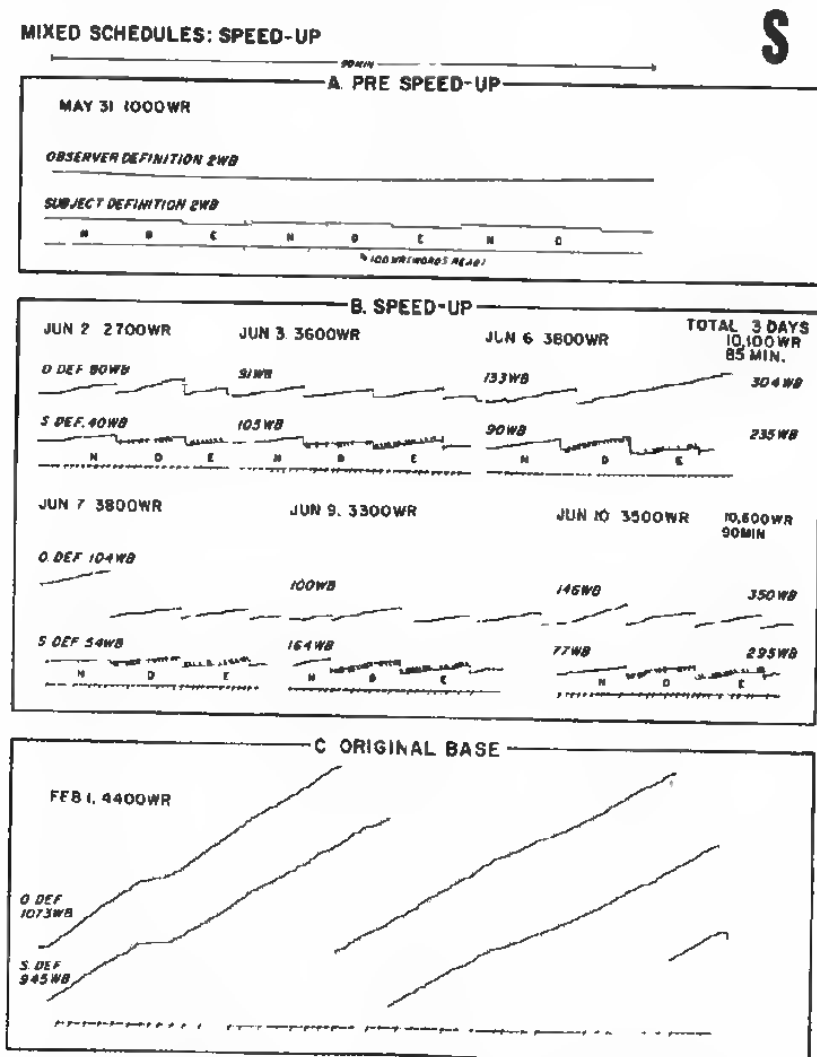 S
MIXED SCHEDULES: SPEED-UP
90MIN
A. PRE SPEED-UP
MAY 31 1000WR
OBSERVER DEFINITION 2WB
SUBJECT DEFINITION 2WB
N D E N D E N D
100 WR (WORDS READ)
B. SPEED-UP
JUN 2 2700WR JUN 3. 3600WR JUN 6 3800WR TOTAL 3 DAYS
10,100WR
85 MIN.
O DEF 80WB 91WB 133WB 304WB
S DEF. 40WB 105WB 90WB 235WB
N D E N D E N D E
JUN 7 3800WR JUN 9. 3300WR JUN 10 3500WR 10,600WR
90MIN
O. DEF 104WB 100WB 146WB 350WB
S DEF 54WB 164WB 77WB 295WB
N D E N D E N D E
C ORIGINAL BASE
FEB 1, 4400WR
O DEF
1073WB
S. DEF
945WB